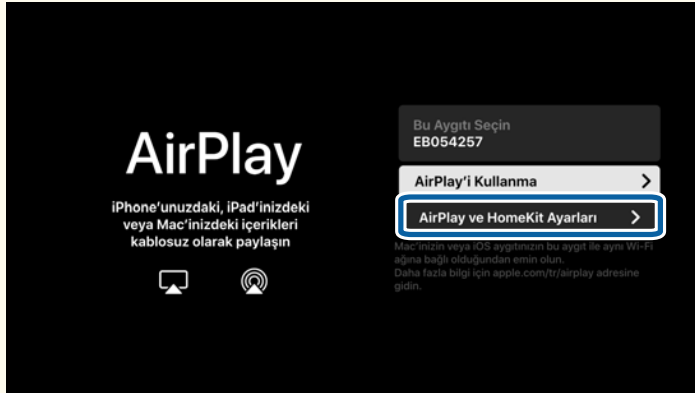 AirPlay
iPhone'unuzdaki, iPad'inizdeki
veya Mac'inizdeki içerikleri
kablosuz olarak paylaşın
Bu Aygıtı Seçin
EB054257
AirPlay'i Kullanma
AirPlay ve HomeKit Ayarları
Mac'inizin veya iOS aygıtınızın bu aygıt ile aynı Wi-Fi
ağına bağlı olduğundan emin olun.
Daha fazla bilgi için apple.com/tr/airplay adresine
gidin.